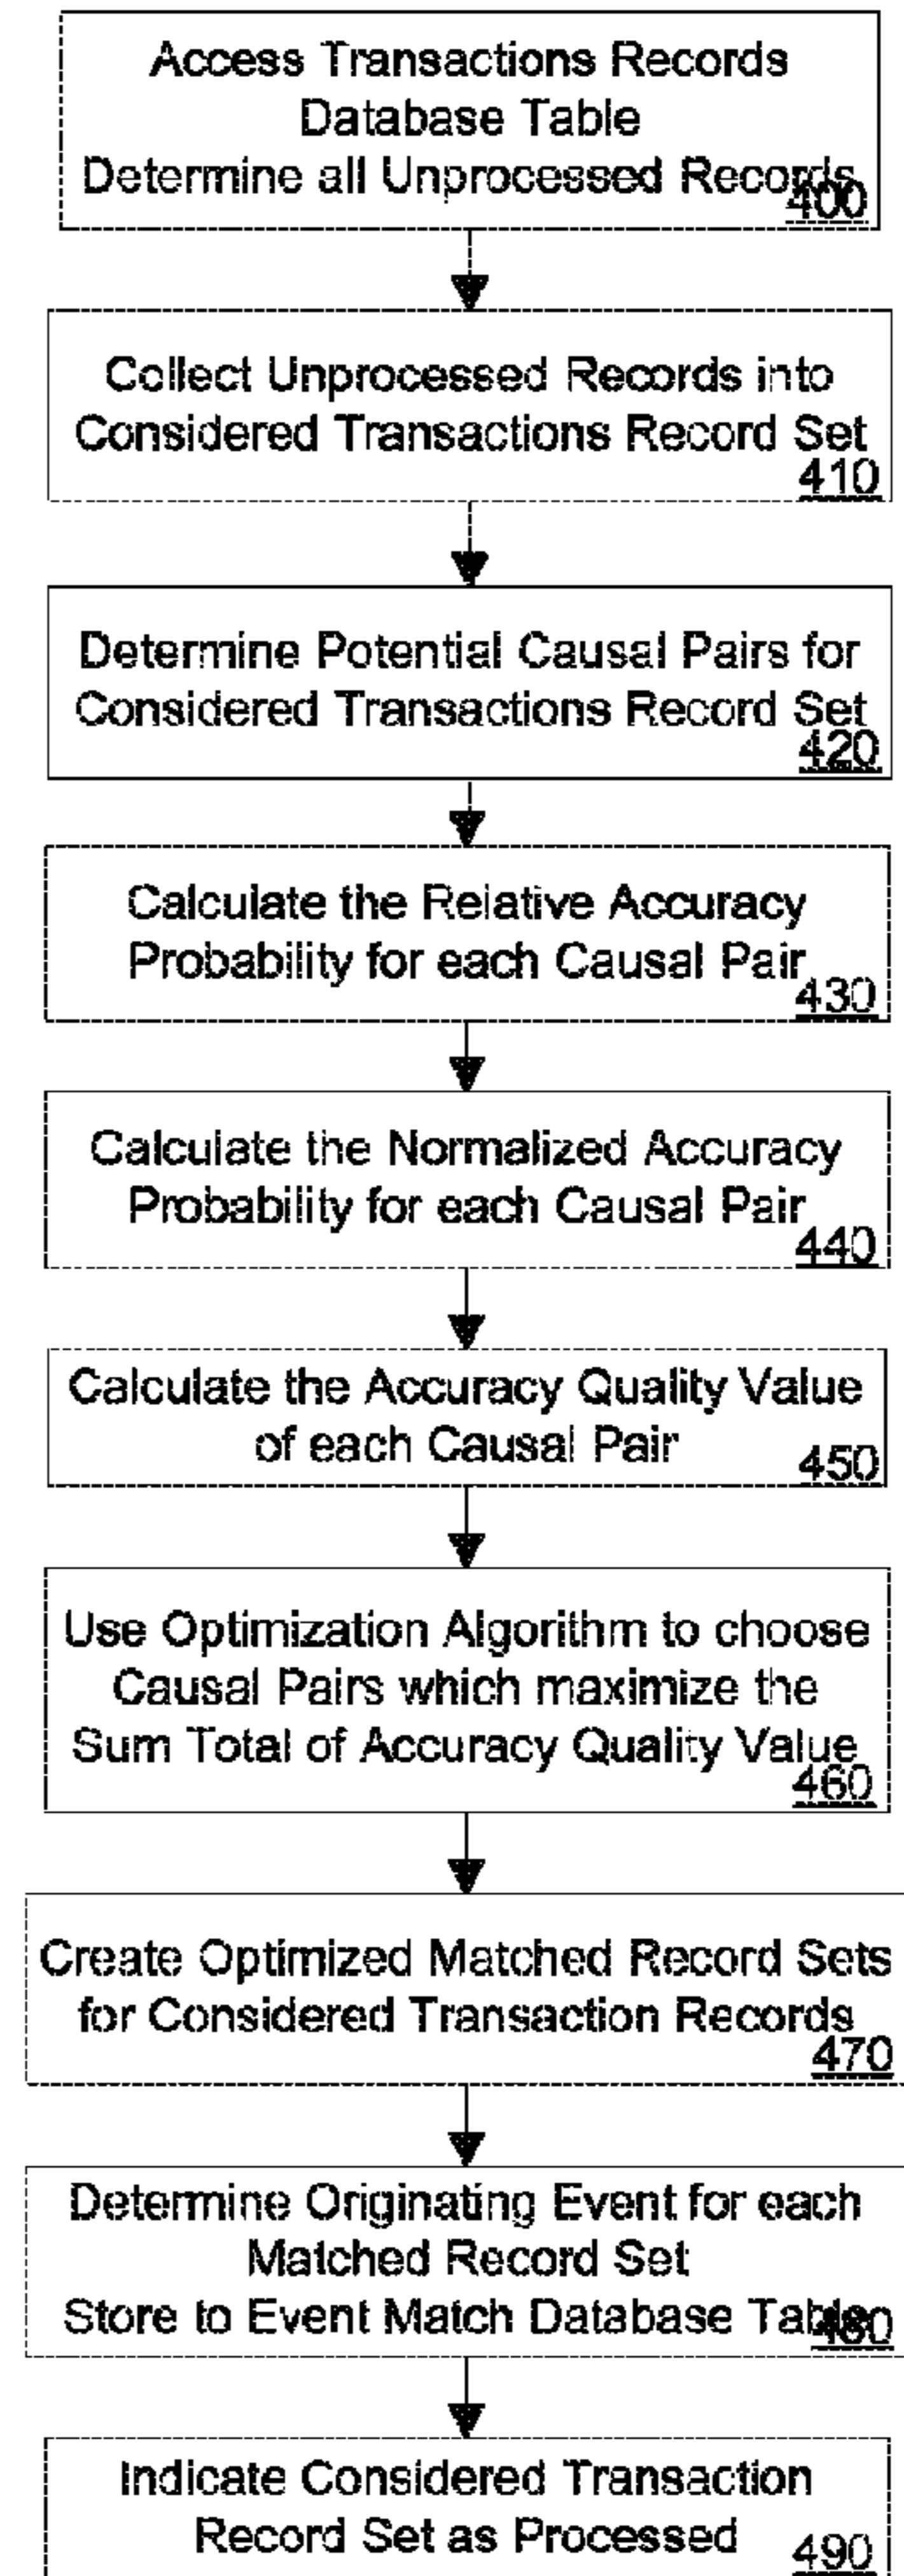 Access Transactions Records
Database Table
Determine all Unprocessed Records
400
Collect Unprocessed Records into
Considered Transactions Record Set
410
Determine Potential Causal Pairs for
Considered Transactions Record Set
420
Calculate the Relative Accuracy
Probability for each Causal Pair
430
Calculate the Normalized Accuracy
Probability for each Causal Pair
440
Calculate the Accuracy Quality Value
of each Causal Pair
450
Use Optimization Algorithm to choose
Causal Pairs which maximize the
Sum Total of Accuracy Quality Value
460
Create Optimized Matched Record Sets
for Considered Transaction Records
470
Determine Originating Event for each
Matched Record Set
Store to Event Match Database Table
480
Indicate Considered Transaction
Record Set as Processed
490